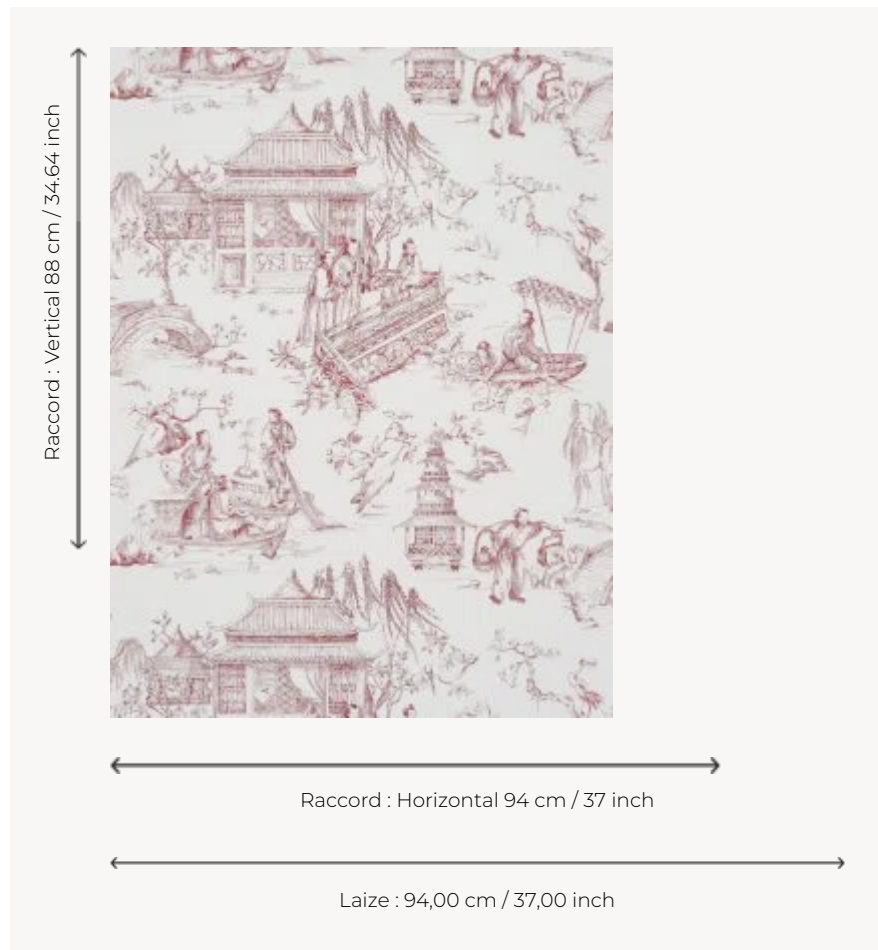 Raccord : Vertical 88 cm / 34.64 inch
Raccord : Horizontal 94 cm / 37 inch
Laize : 94,00 cm / 37,00 inch